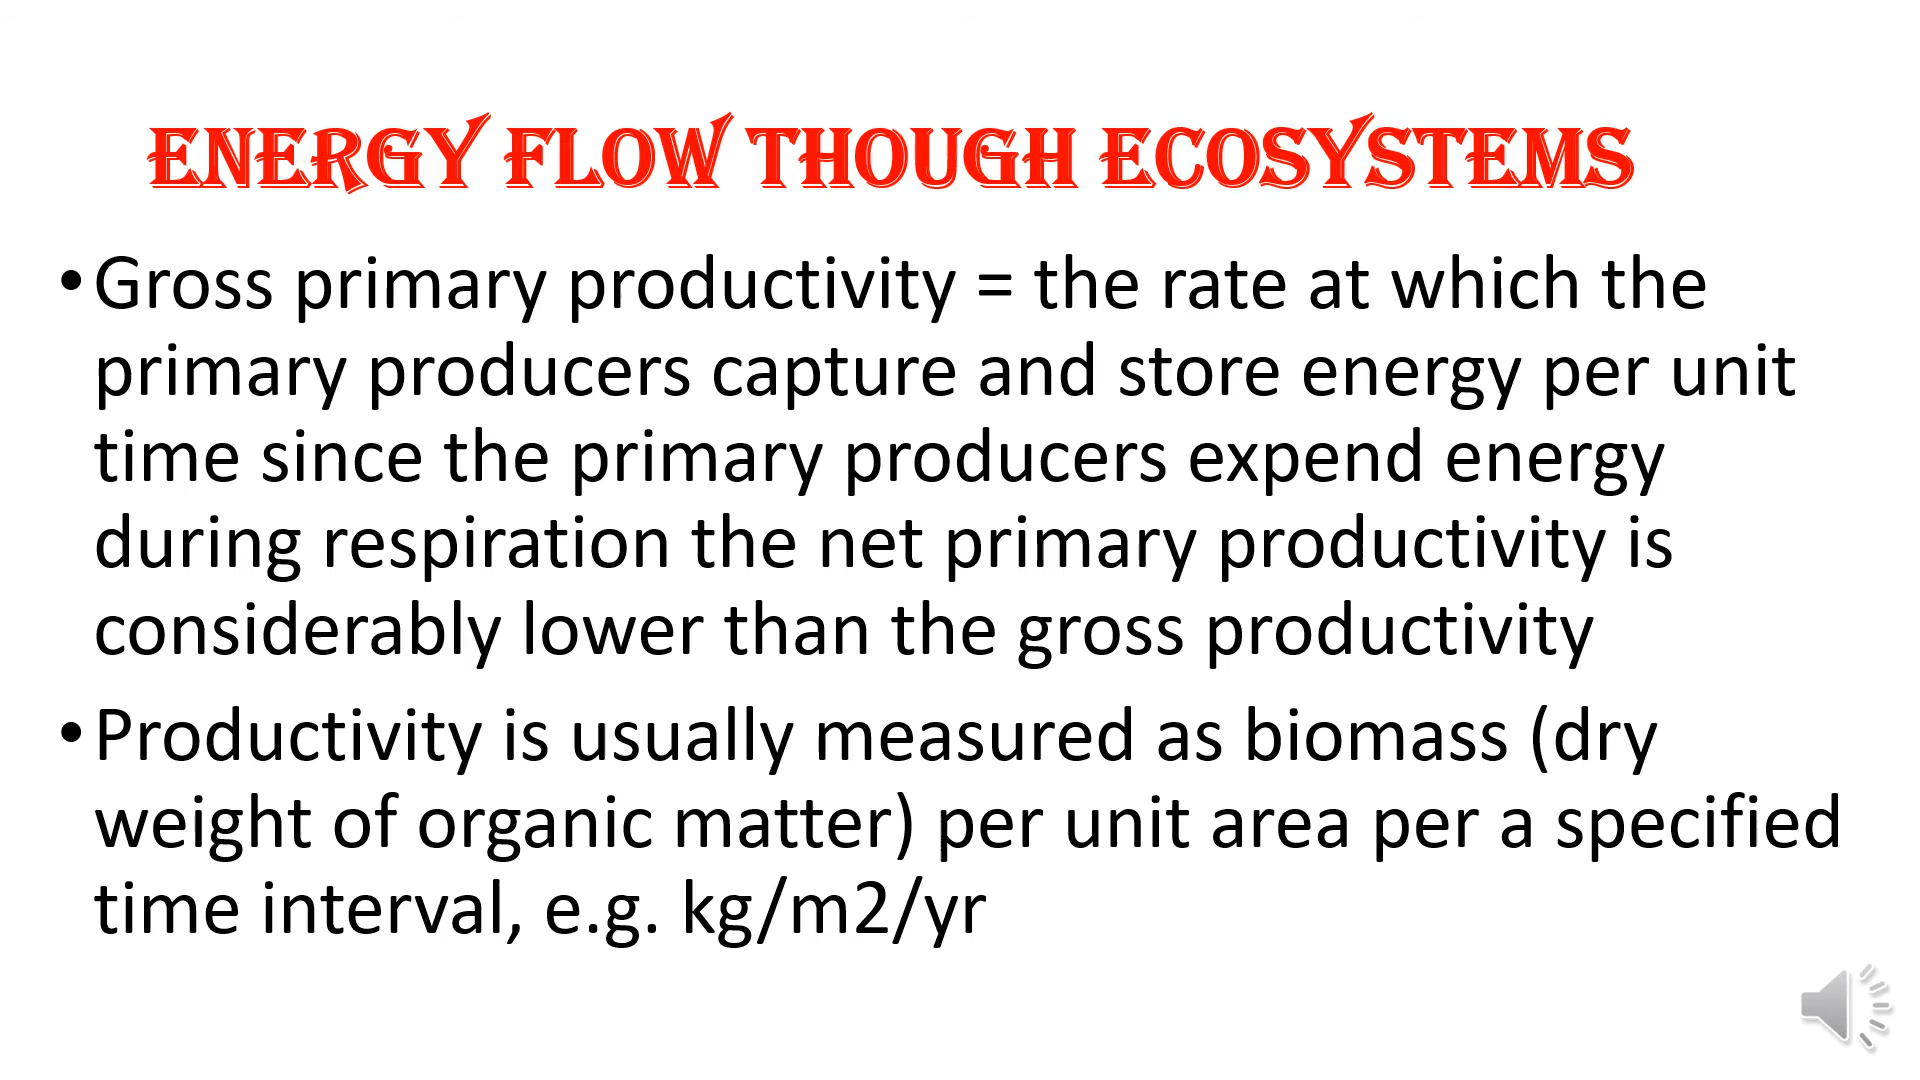 ENERGY FLOW THOUGH ECOSYSTEMS
•Gross primary productivity = the rate at which the
primary producers capture and store energy per unit
time since the primary producers expend energy
during respiration the net primary productivity is
considerably lower than the gross productivity
•Productivity is usually measured as biomass (dry
weight of organic matter) per unit area per a specified
time interval, e.g. kg/m2/yr